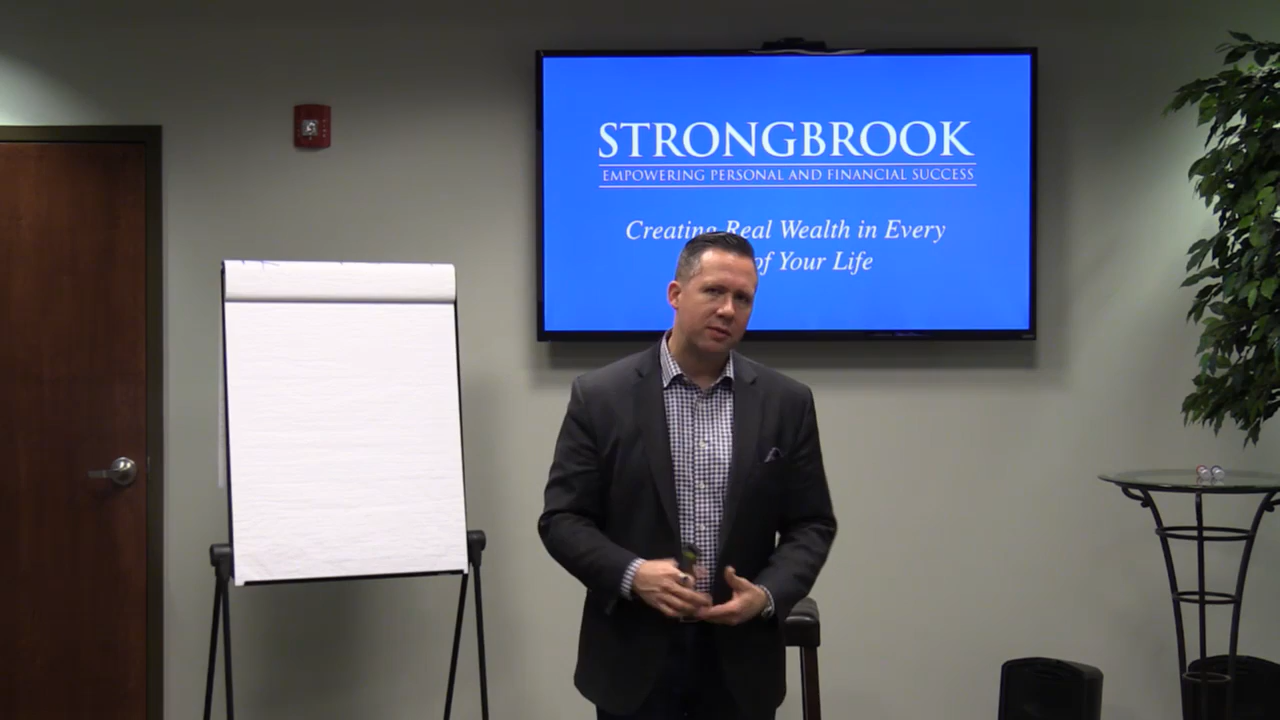 STRONGBROOK
EMPOWERING PERSONAL AND FINANCIAL SUCCESS
Creating Real Wealth in Every
of Your Life